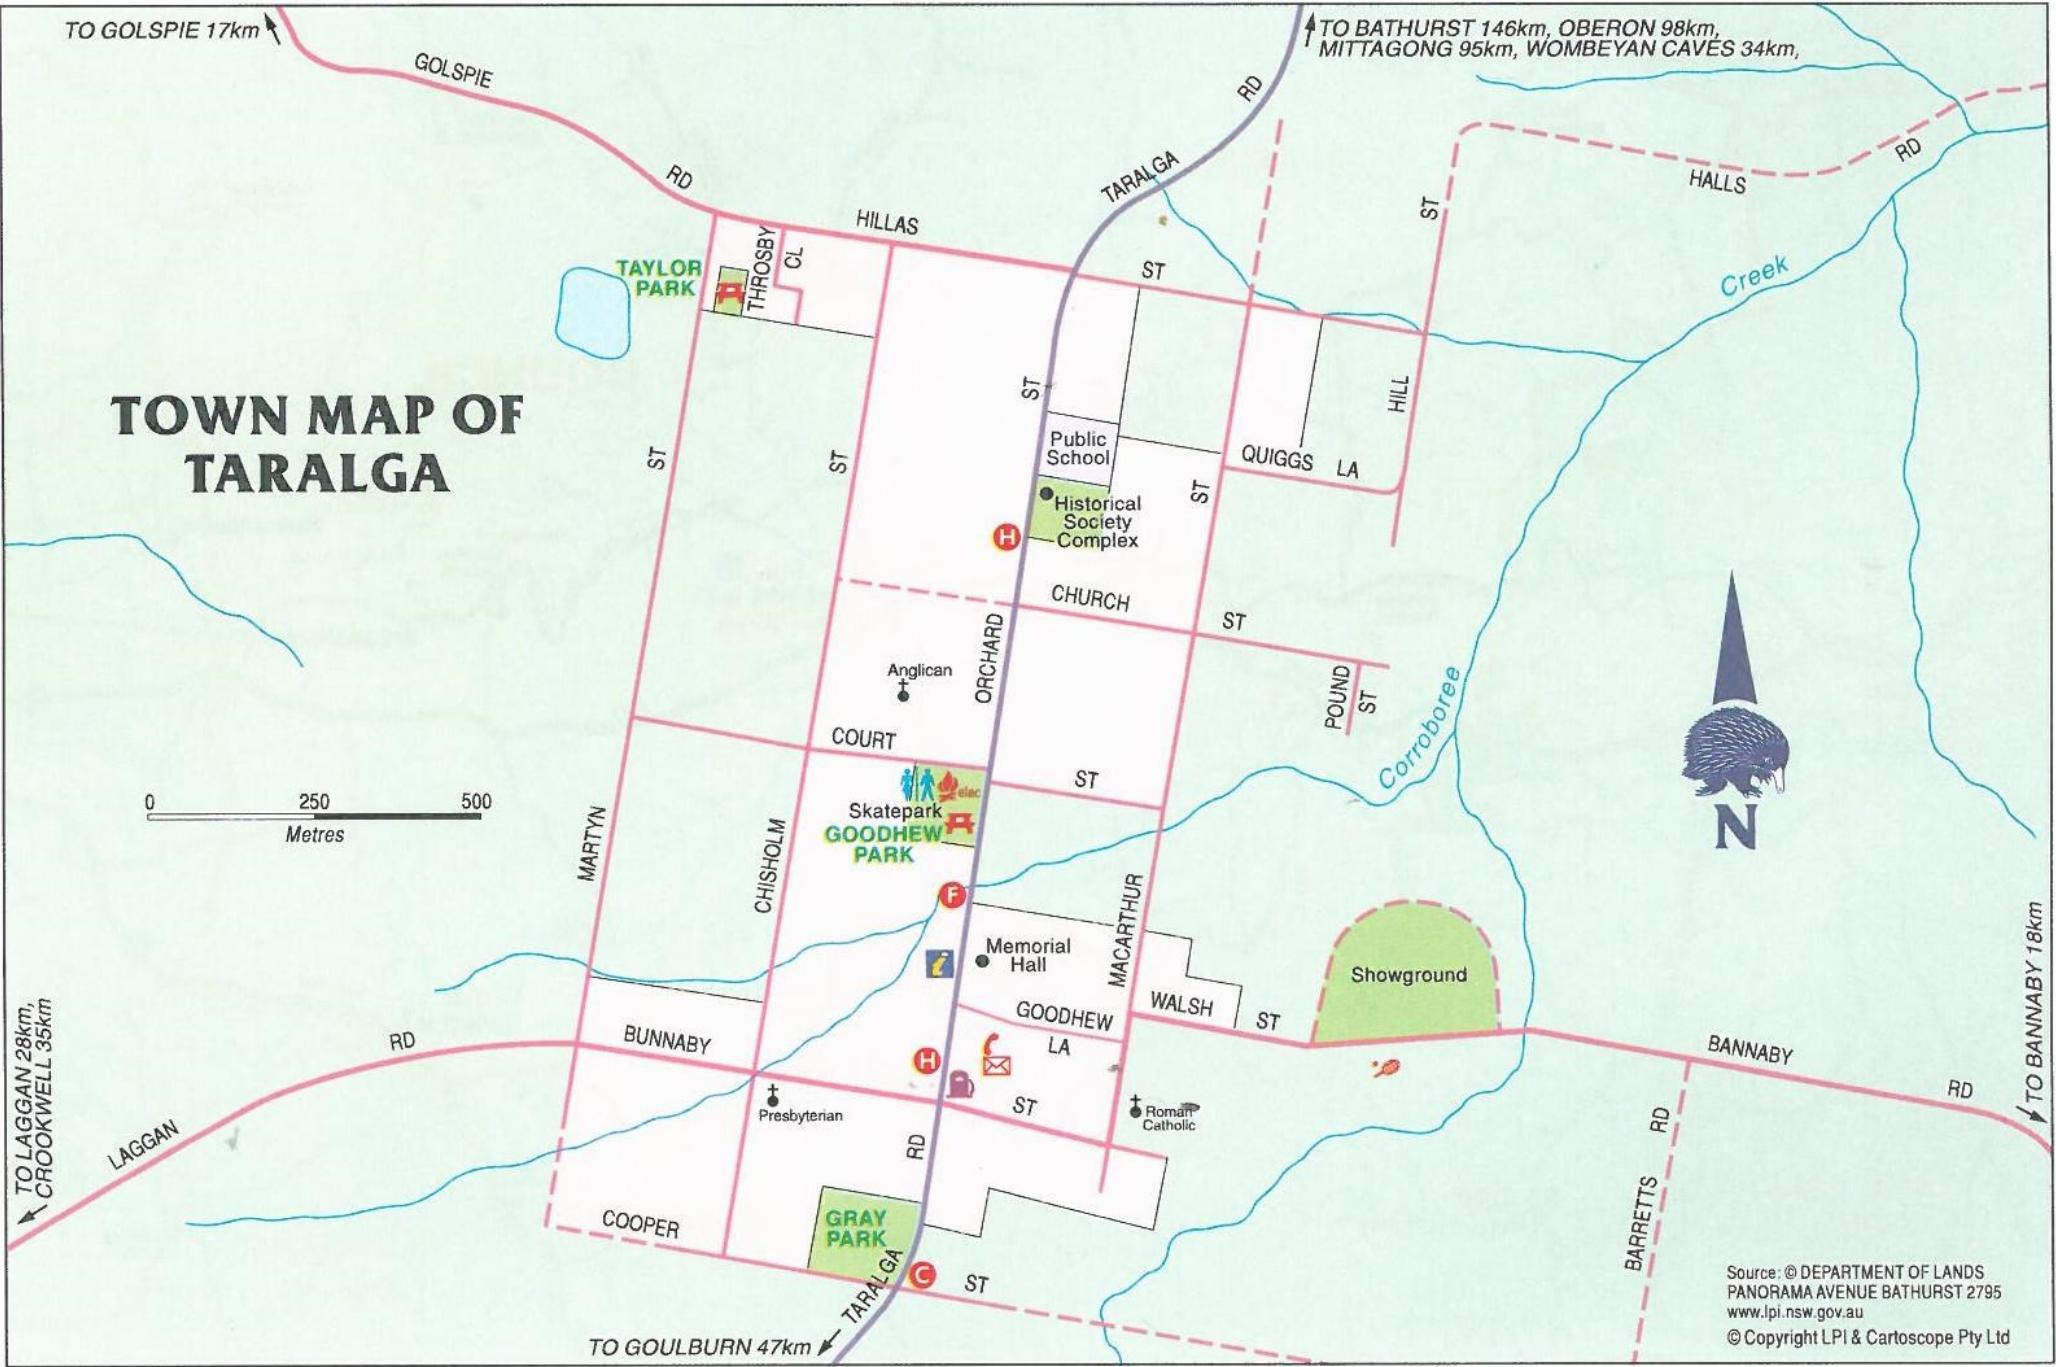 TO GOLSPIE 17km
TO BATHURST 146km, OBERON 98km,
MITTAGONG 95km, WOMBEYAN CAVES 34km,
GOLSPIE
RD
RD
TARALGA
HALLS
RD
ST
HILLAS
ST
THROSBY
CL
TAYLOR
PARK
Creek
TOWN MAP OF
TARALGA
ST
ST
ST
HILL
Public
School
QUIGGS LA
ST
Historical
Society
Complex
H
CHURCH
ST
ORCHARD
Anglican
POUND
ST
Corroboree
COURT
ST
elec
Skatepark
GOODHEW
PARK
0 250 500
Metres
N
MARTYN
CHISHOLM
F
MACARTHUR
Memorial
Hall
i
Showground
WALSH
ST
GOODHEW
LA
TO BANNABY 18km
TO LAGGAN 28km,
CROOKWELL 35km
RD
BUNNABY
H
BANNABY
RD
ST
Presbyterian
Roman
Catholic
LAGGAN
RD
RD
BARRETTS
COOPER
GRAY
PARK
C
ST
TARALGA
TO GOULBURN 47km
Source: © DEPARTMENT OF LANDS
PANORAMA AVENUE BATHURST 2795
www.lpi.nsw.gov.au
© Copyright LPI & Cartoscope Pty Ltd